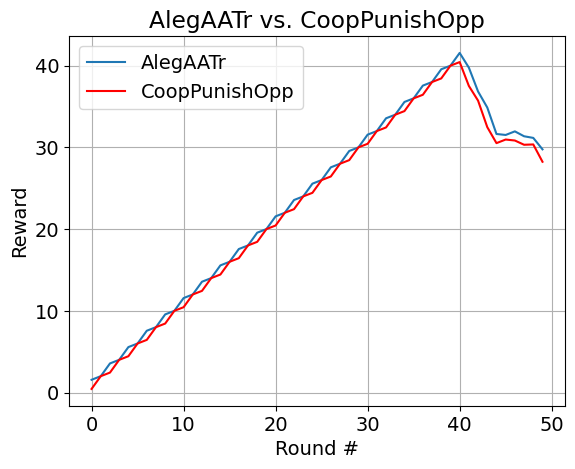 AlegAATr vs. CoopPunishOpp
AlegAATr
CoopPunishOpp
Reward
40
30
20
10
0
0 10 20 30 40 50
Round #